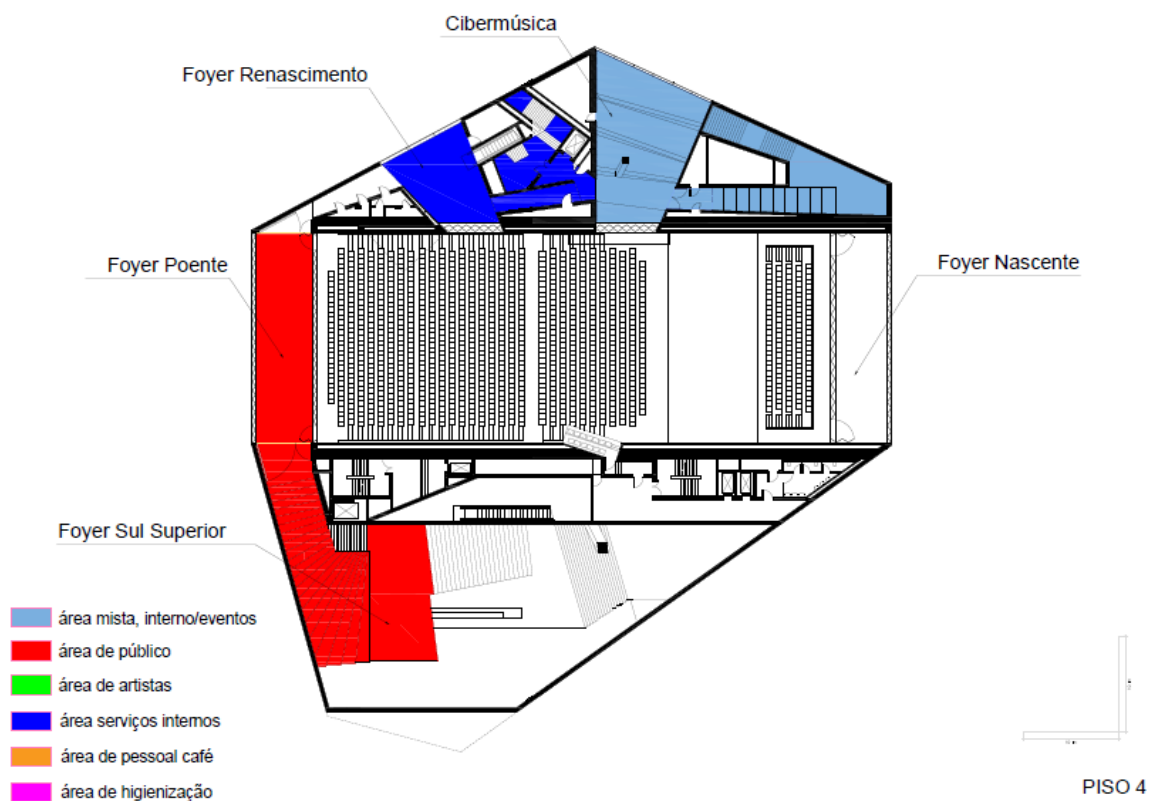 Cibermúsica
Foyer Renascimento
Foyer Poente
Foyer Nascente
Foyer Sul Superior
área mista, interno/eventos
área de público
área de artistas
área serviços internos
área de pessoal café
área de higienização
PISO 4